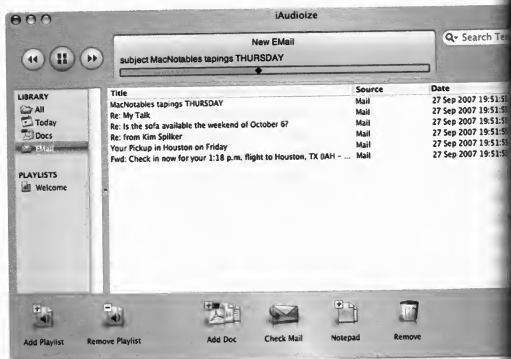 iAudioize
New EMail
subject MacNotables tapings THURSDAY
Search
LIBRARY
All
Today
Docs
EMail
PLAYLISTS
Welcome
Title Source Date
MacNotables tapings THURSDAY Mail 27 Sep 2007 19:51:5
Re: My Talk Mail 27 Sep 2007 19:51:5
Re: Is the sofa available the weekend of October 6? Mail 27 Sep 2007 19:51:5
Re: from Kim Spilker Mail 27 Sep 2007 19:51:5
Your Pickup in Houston on Friday Mail 27 Sep 2007 19:51:5
Fwd: Check in now for your 1:18 p.m. flight to Houston, TX (IAH - ... Mail 27 Sep 2007 19:51:5
Add Playlist Remove Playlist Add Doc Check Mail Notepad Remove